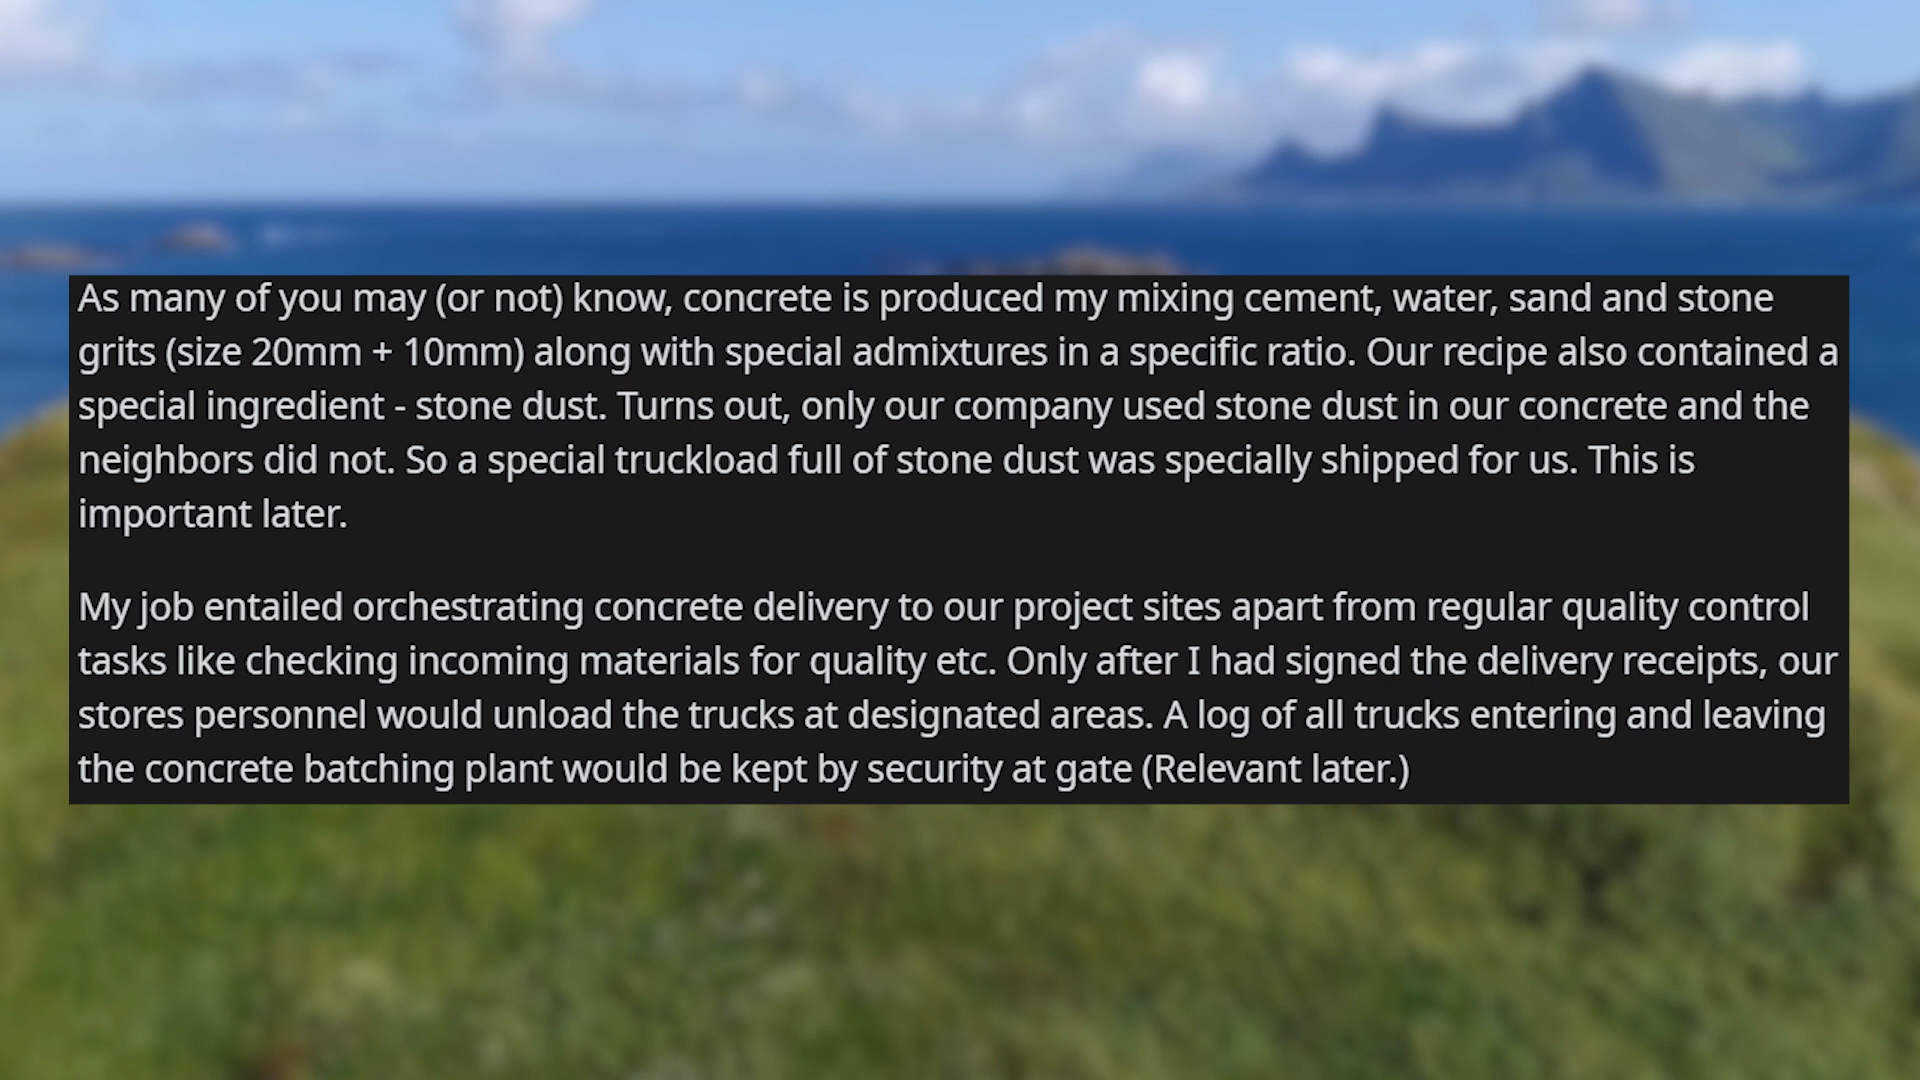 As many of you may (or not) know, concrete is produced my mixing cement, water, sand and stone
grits (size 20mm + 10mm) along with special admixtures in a specific ratio. Our recipe also contained a
special ingredient - stone dust. Turns out, only our company used stone dust in our concrete and the
neighbors did not. So a special truckload full of stone dust was specially shipped for us. This is
important later.
My job entailed orchestrating concrete delivery to our project sites apart from regular quality control
tasks like checking incoming materials for quality etc. Only after I had signed the delivery receipts, our
stores personnel would unload the trucks at designated areas. A log of all trucks entering and leaving
the concrete batching plant would be kept by security at gate (Relevant later.)